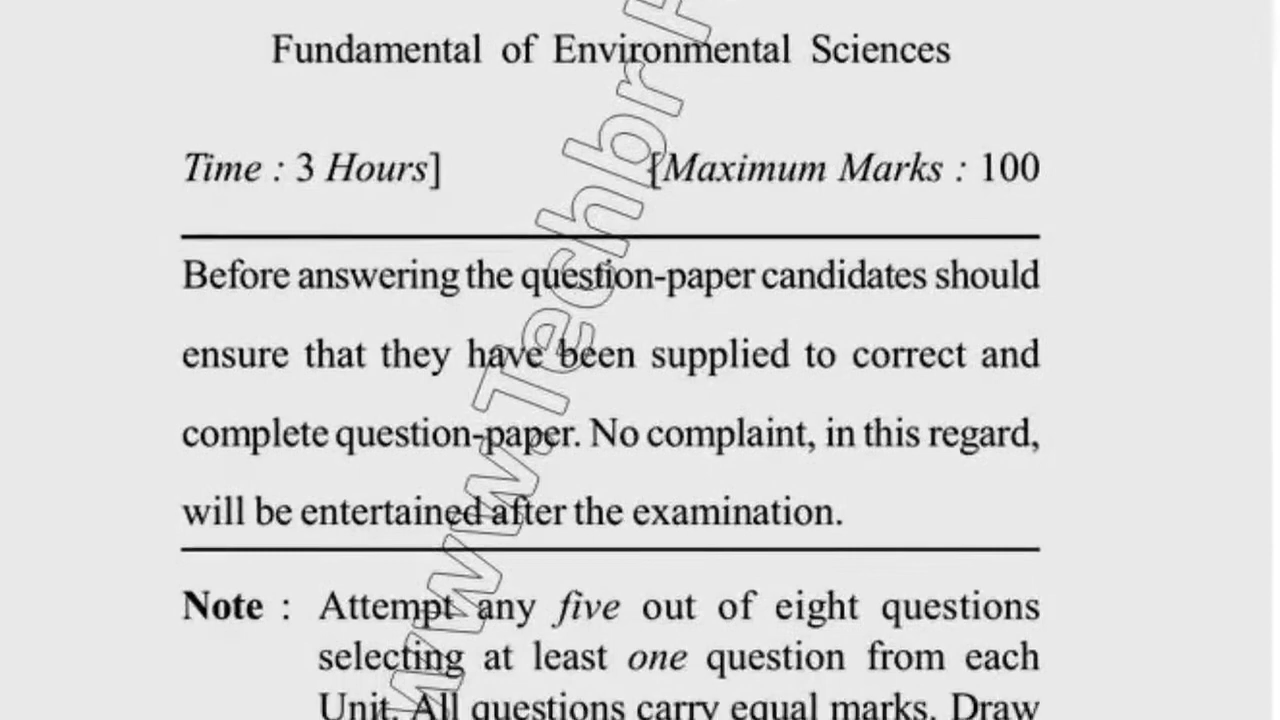 Fundamental of Environmental Sciences
Time : 3 Hours] [Maximum Marks : 100
Before answering the question-paper candidates should
ensure that they have been supplied to correct and
complete question-paper. No complaint, in this regard,
will be entertained after the examination.
Note : Attempt any five out of eight questions
selecting at least one question from each
Unit. All questions carry equal marks. Draw
www.Techbr